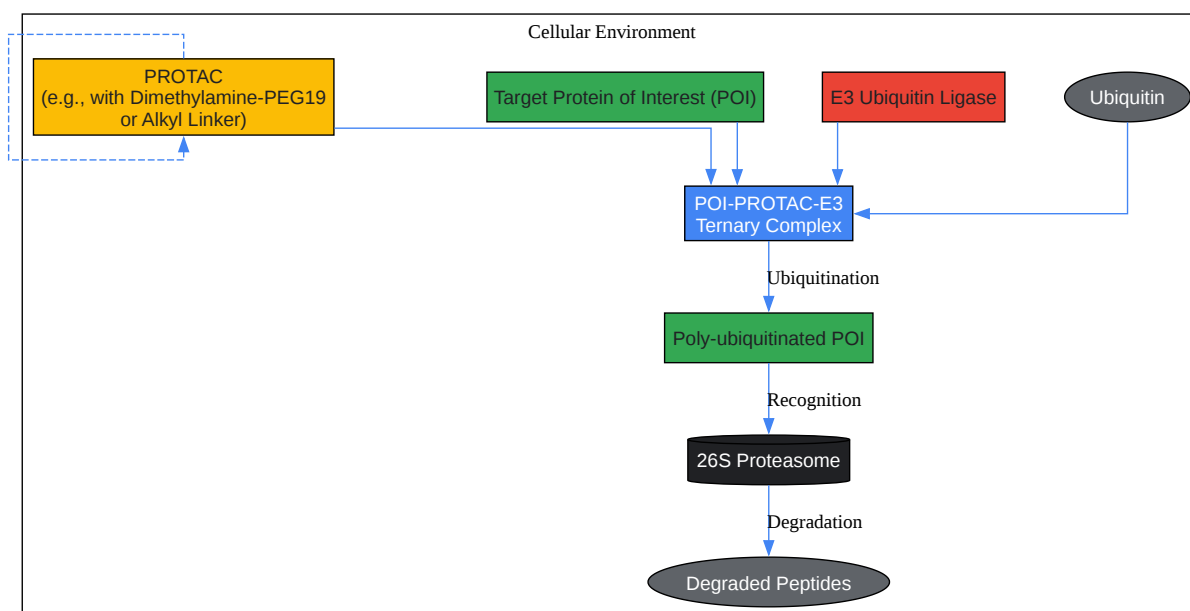 Cellular Environment
PROTAC
(e.g., with Dimethylamine-PEG19
or Alkyl Linker)
Target Protein of Interest (POI)
E3 Ubiquitin Ligase
Ubiquitin
POI-PROTAC-E3
Ternary Complex
Ubiquitination
Poly-ubiquitinated POI
Recognition
26S Proteasome
Degradation
Degraded Peptides